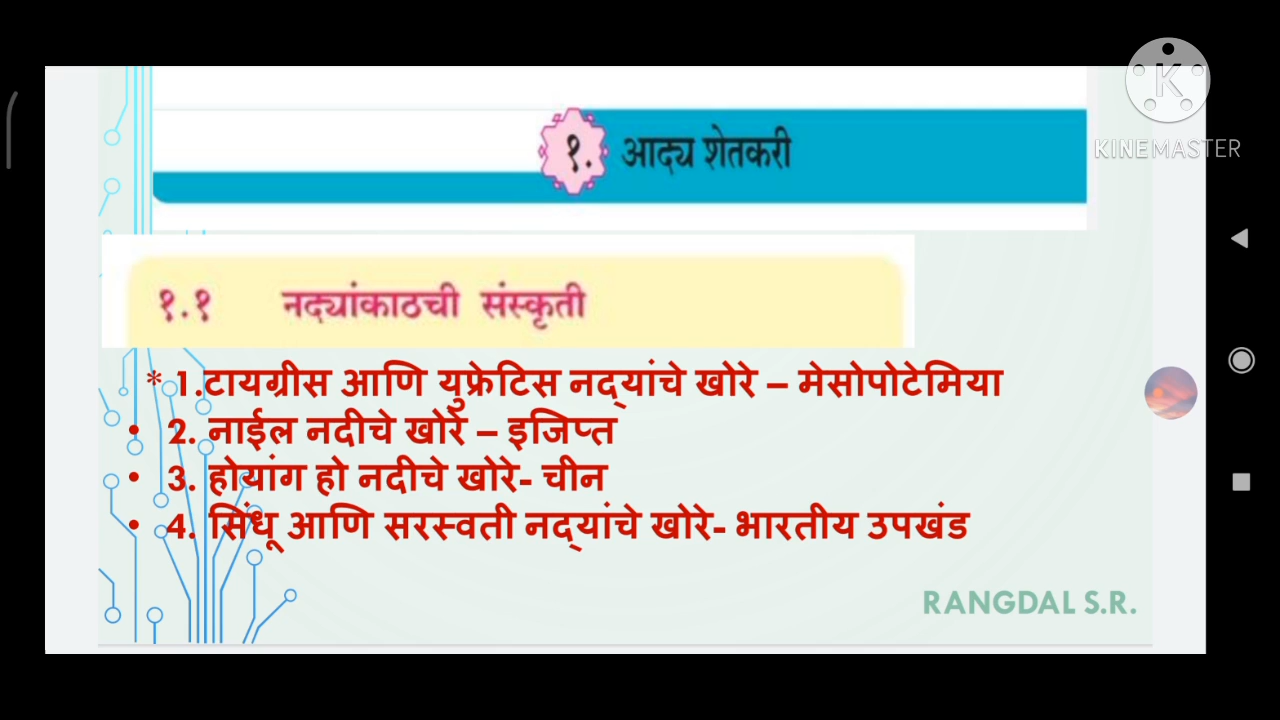 KINEMASTER
१. आद्य शेतकरी
१.१ नद्यांकाठची संस्कृती
* 1.टायग्रीस आणि युफ्रेटिस नद्‌यांचे खोरे – मेसोपोटेमिया
• 2. नाईल नदीचे खोरे – इजिप्त
• 3. होयांग हो नदीचे खोरे- चीन
• 4. सिंधू आणि सरस्वती नद्‌यांचे खोरे- भारतीय उपखंड
RANGDAL S.R.